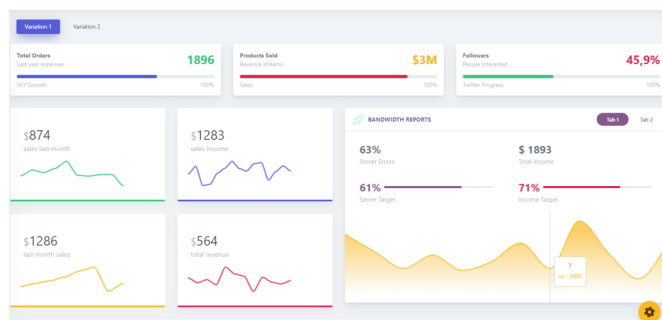 Variation 1
Variation 2
Total Orders
Last year expenses
1896
YoY Growth
100%
Products Sold
Revenue streams
$3M
Sales
100%
Followers
People Interested
45,9%
Twitter Progress
100%
$874
sales last month
$1283
sales Income
$1286
last month sales
$564
total revenue
BANDWIDTH REPORTS
Tab 1
Tab 2
63%
Server Errors
$ 1893
Total Income
61%
Server Target
71%
Income Target
7
: 2000